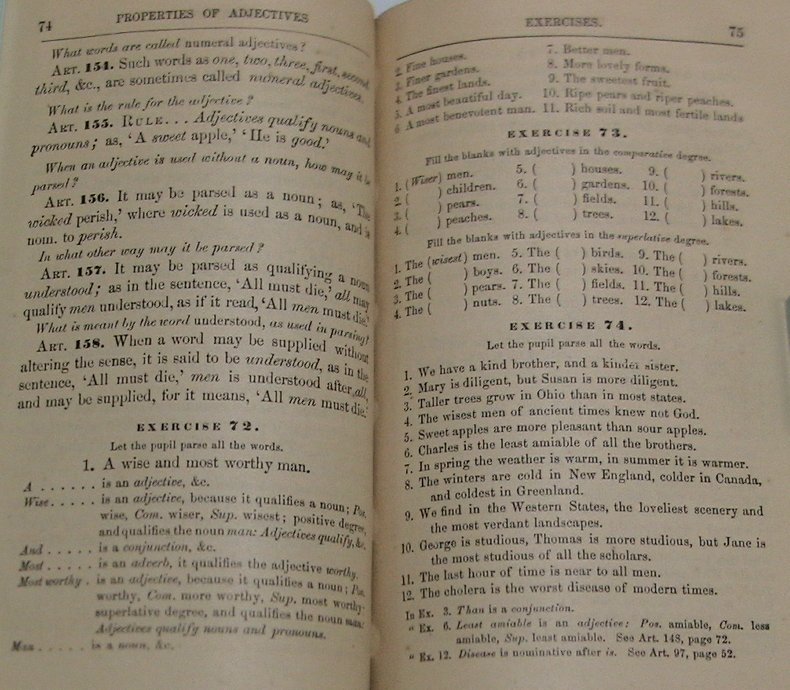 74 PROPERTIES OF ADJECTIVES
What words are called numeral adjectives?
ART. 154. Such words as one, two, three, first, second,
third, &c., are sometimes called numeral adjectives.
What is the rule for the adjective?
ART. 155. RULE... Adjectives qualify nouns and
pronouns; as, 'A sweet apple,' 'He is good.'
When an adjective is used without a noun, how may it be
parsed?
ART. 156. It may be parsed as a noun; as, 'The
wicked perish,' where wicked is used as a noun, and is
nom. to perish.
In what other way may it be parsed?
ART. 157. It may be parsed as qualifying a noun
understood; as in the sentence, 'All must die,' all may
qualify men understood, as if it read, 'All men must die.'
What is meant by the word understood, as used in parsing?
ART. 158. When a word may be supplied without
altering the sense, it is said to be understood, as in the
sentence, 'All must die,' men is understood after all,
and may be supplied, for it means, 'All men must die.'
EXERCISE 72.
Let the pupil parse all the words.
1. A wise and most worthy man.
A . . . . . . is an adjective, &c.
Wise . . . . . is an adjective, because it qualifies a noun; Pos.
wise, Com. wiser, Sup. wisest; positive degree,
and qualifies the noun man: Adjectives qualify, &c.
And . . . . . is a conjunction, &c.
Most . . . . . is an adverb, it qualifies the adjective worthy.
Most worthy . is an adjective, because it qualifies a noun; Pos.
worthy, Com. more worthy, Sup. most worthy
superlative degree, and qualifies the noun man:
Adjectives qualify nouns and pronouns.
Man . . . . . is a noun, &c.
EXERCISES. 75
2. Fine houses. 7. Better men.
3. Finer gardens. 8. More lovely forms.
4. The finest lands. 9. The sweetest fruit.
5. A most beautiful day. 10. Ripe pears and riper peaches.
6 A most benevolent man. 11. Rich soil and most fertile lands
EXERCISE 73.
Fill the blanks with adjectives in the comparative degree.
1. (Wiser) men. 5. ( ) houses. 9. ( ) rivers.
2. ( ) children. 6. ( ) gardens. 10. ( ) forests.
3. ( ) pears. 7. ( ) fields. 11. ( ) hills.
4. ( ) peaches. 8. ( ) trees. 12. ( ) lakes.
Fill the blanks with adjectives in the superlative degree.
1. The (wisest) men. 5. The ( ) birds. 9. The ( ) rivers.
2. The ( ) boys. 6. The ( ) skies. 10. The ( ) forests.
3. The ( ) pears. 7. The ( ) fields. 11. The ( ) hills.
4. The ( ) nuts. 8. The ( ) trees. 12. The ( ) lakes.
EXERCISE 74.
Let the pupil parse all the words.
1. We have a kind brother, and a kinder sister.
2. Mary is diligent, but Susan is more diligent.
3. Taller trees grow in Ohio than in most states.
4. The wisest men of ancient times knew not God.
5. Sweet apples are more pleasant than sour apples.
6. Charles is the least amiable of all the brothers.
7. In spring the weather is warm, in summer it is warmer.
8. The winters are cold in New England, colder in Canada,
and coldest in Greenland.
9. We find in the Western States, the loveliest scenery and
the most verdant landscapes.
10. George is studious, Thomas is more studious, but Jane is
the most studious of all the scholars.
11. The last hour of time is near to all men.
12. The cholera is the worst disease of modern times.
In Ex. 3. Than is a conjunction.
" Ex. 6. Least amiable is an adjective; Pos. amiable, Com. less
amiable, Sup. least amiable. See Art. 148, page 72.
" Ex. 12. Disease is nominative after is. See Art. 97, page 52.